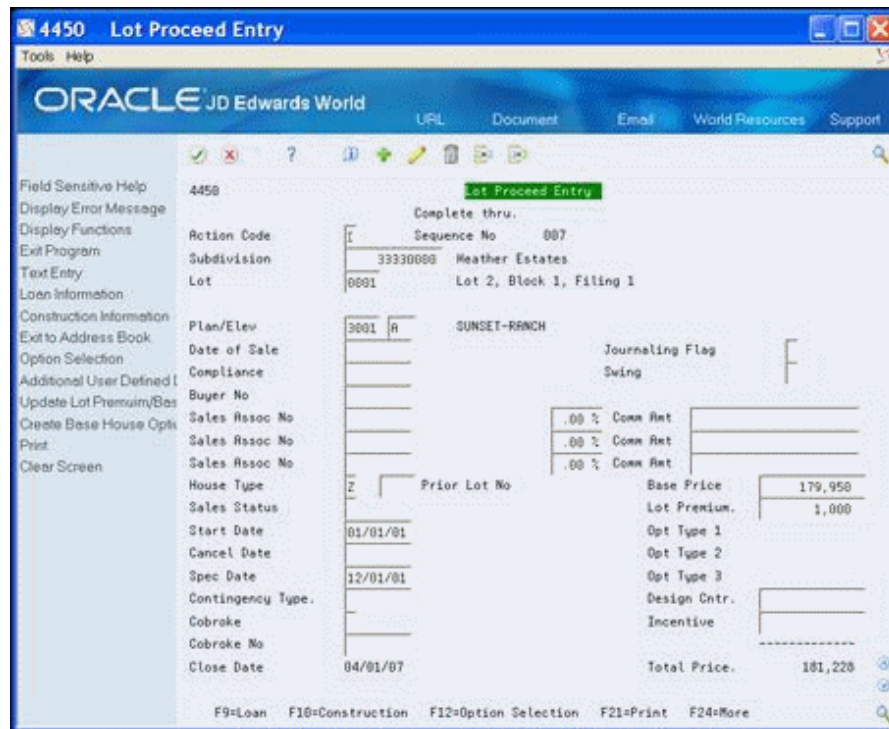 4450 Lot Proceed Entry
Tools Help
ORACLE JD Edwards World
URL Document Email World Resources Support
?
Field Sensitive Help
Display Error Message
Display Functions
Exit Program
Text Entry
Loan Information
Construction Information
Exit to Address Book
Option Selection
Additional User Defined D
Update Lot Premuim/Bas
Create Base House Optio
Print
Clear Screen
4450 Lot Proceed Entry
Complete thru.
Action Code I Sequence No 007
Subdivision 33330000 Heather Estates
Lot 0001 Lot 2, Block 1, Filing 1
Plan/Elev 3001 A SUNSET-RANCH
Date of Sale Journaling Flag
Compliance Swing
Buyer No
Sales Assoc No .00 % Comm Amt
Sales Assoc No .00 % Comm Amt
Sales Assoc No .00 % Comm Amt
House Type Z Prior Lot No Base Price 179,950
Sales Status Lot Premium. 1,000
Start Date 01/01/01 Opt Type 1
Cancel Date Opt Type 2
Spec Date 12/01/01 Opt Type 3
Contingency Type. Design Cntr.
Cobroke Incentive
Cobroke No -------------
Close Date 04/01/07 Total Price. 181,228
F9=Loan F10=Construction F12=Option Selection F21=Print F24=More